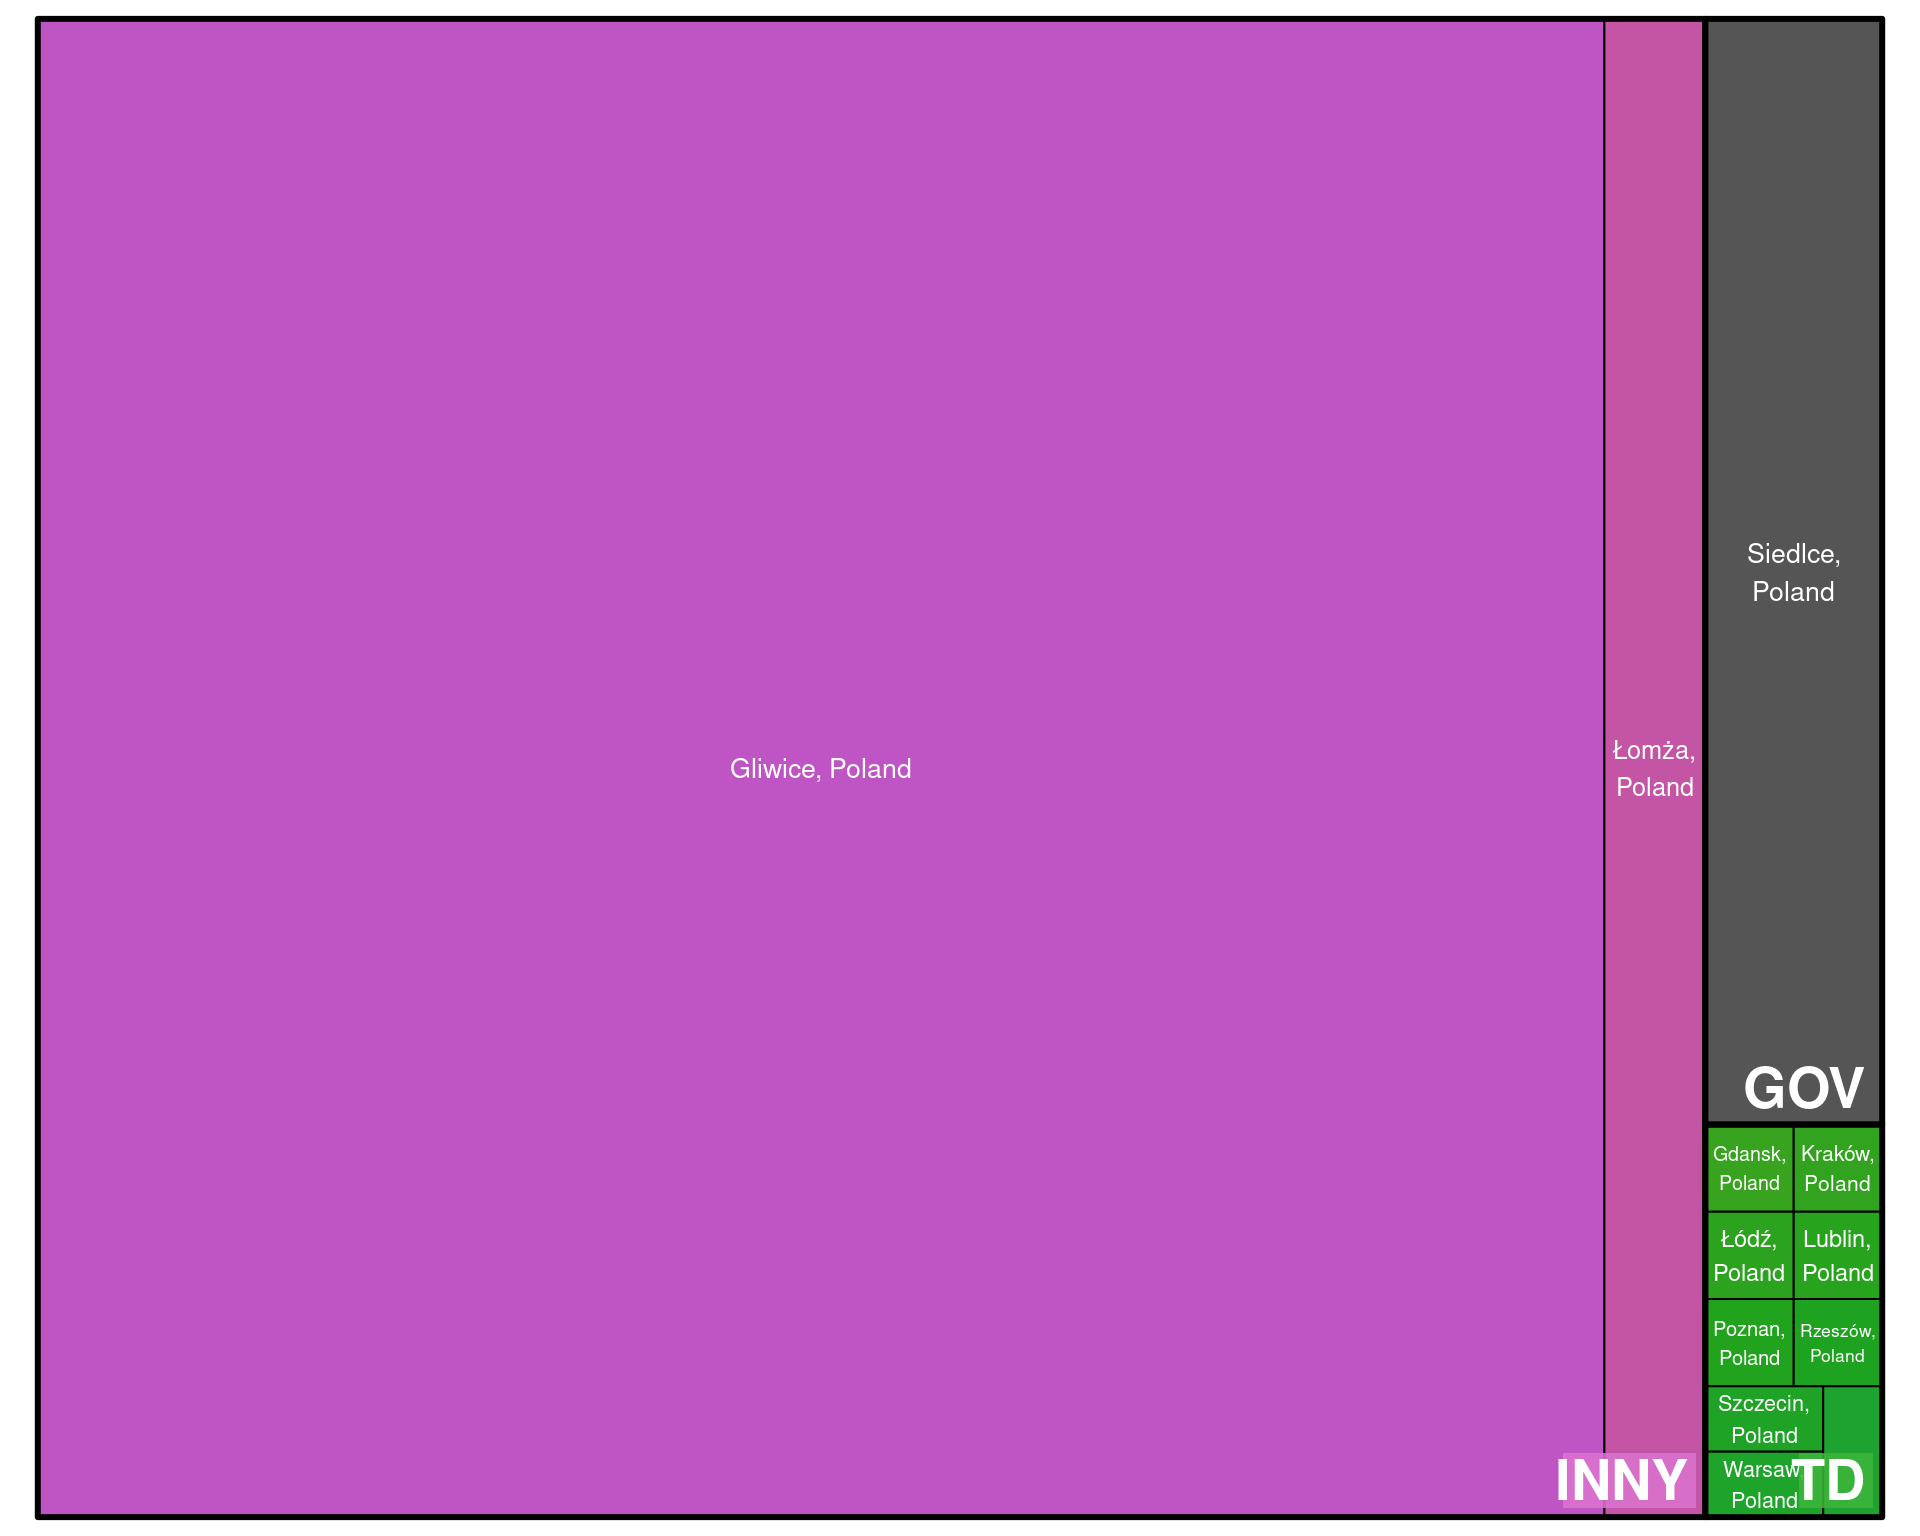 Gliwice, Poland
Łomża,
Poland
INNY
Siedlce,
Poland
GOV
Gdansk,
Poland
Kraków,
Poland
Łódź,
Poland
Lublin,
Poland
Poznan,
Poland
Rzeszów,
Poland
Szczecin,
Poland
Warsaw
Poland
TD